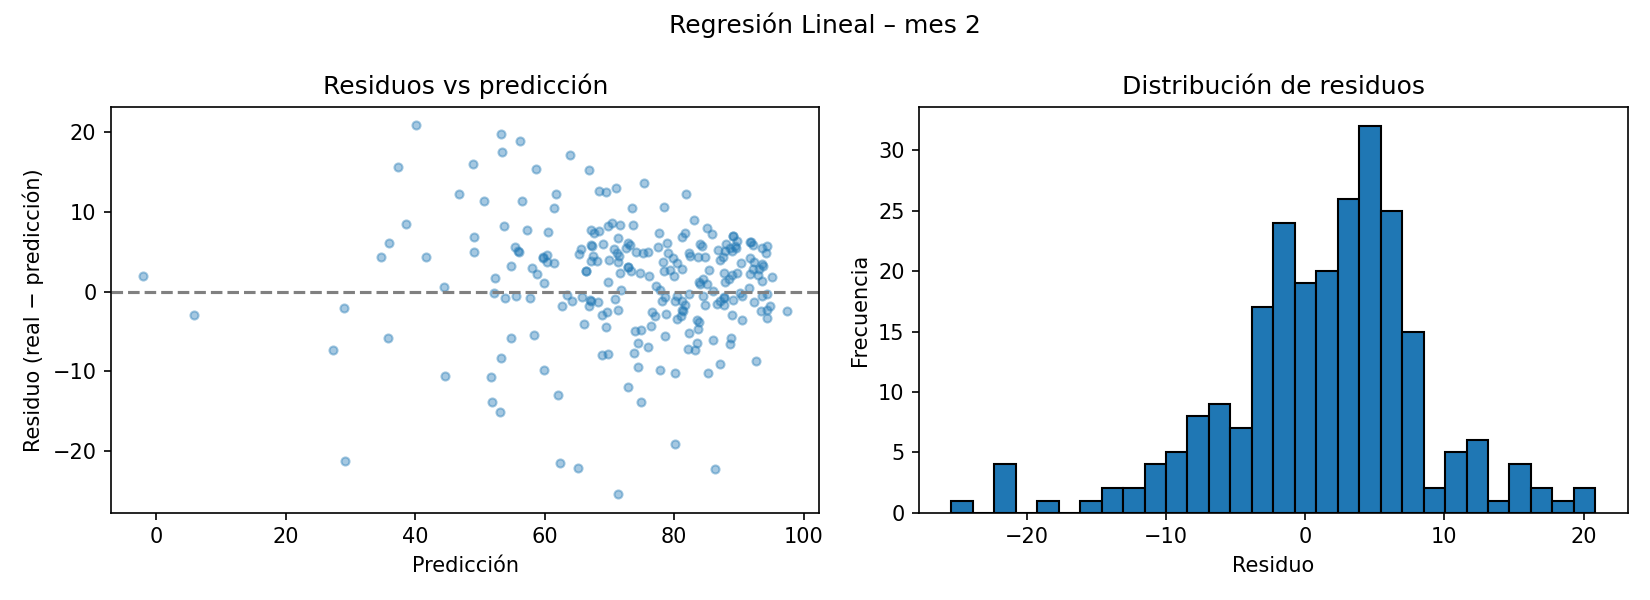 Regresión Lineal – mes 2
Residuos vs predicción
Residuo (real − predicción)
20
10
0
−10
−20
0 20 40 60 80 100
Predicción
Distribución de residuos
Frecuencia
30
25
20
15
10
5
0
−20 −10 0 10 20
Residuo